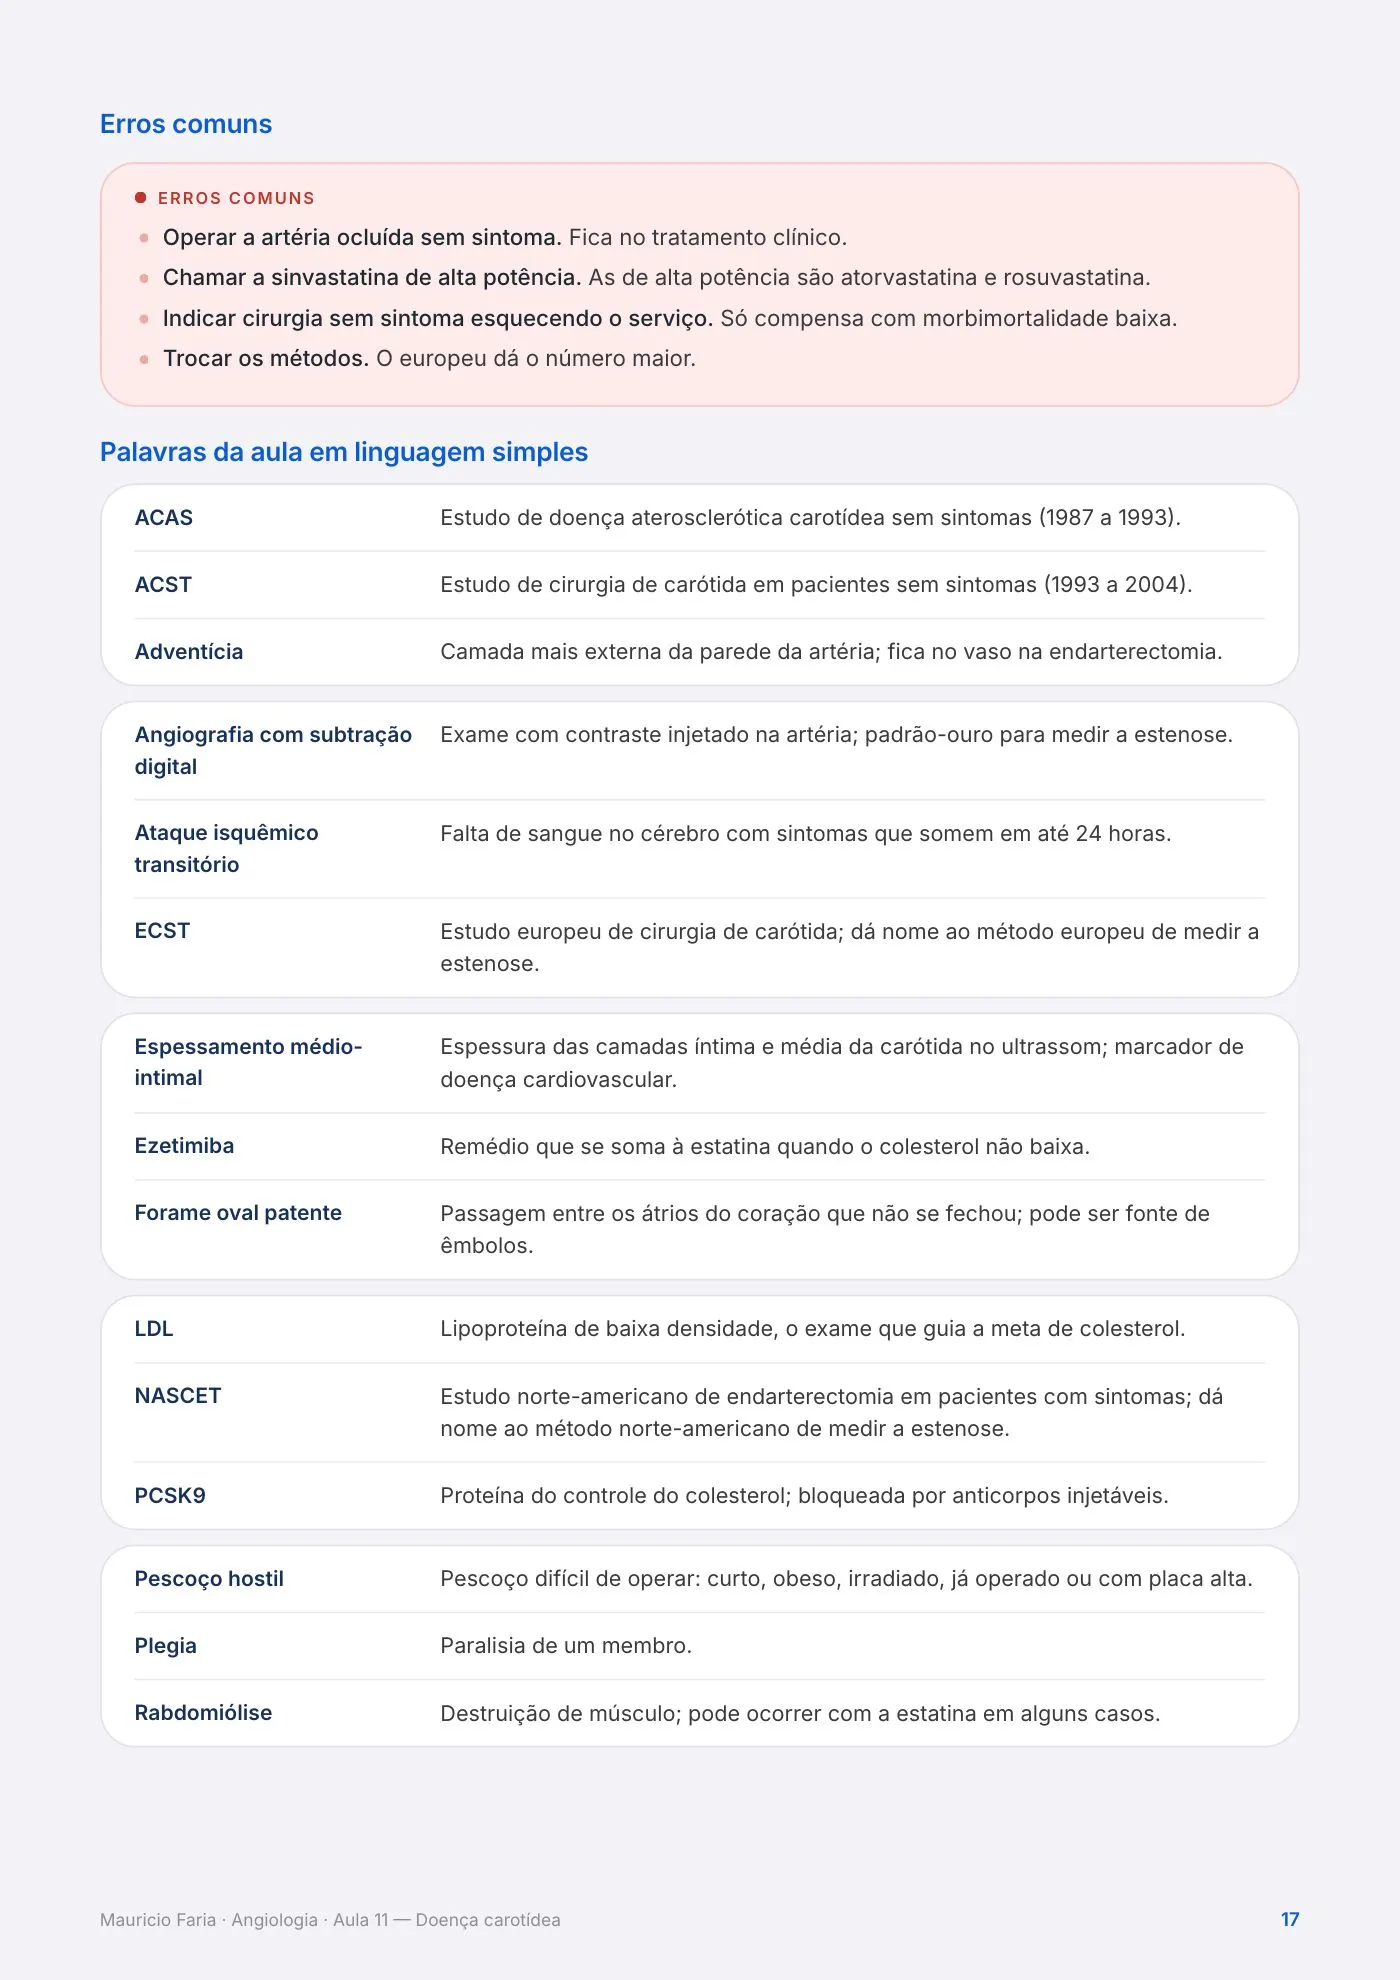 Erros comuns
ERROS COMUNS
Operar a artéria ocluída sem sintoma. Fica no tratamento clínico.
Chamar a sinvastatina de alta potência. As de alta potência são atorvastatina e rosuvastatina.
Indicar cirurgia sem sintoma esquecendo o serviço. Só compensa com morbimortalidade baixa.
Trocar os métodos. O europeu dá o número maior.
Palavras da aula em linguagem simples
ACAS Estudo de doença aterosclerótica carotídea sem sintomas (1987 a 1993).
ACST Estudo de cirurgia de carótida em pacientes sem sintomas (1993 a 2004).
Adventícia Camada mais externa da parede da artéria; fica no vaso na endarterectomia.
Angiografia com subtração Exame com contraste injetado na artéria; padrão-ouro para medir a estenose.
digital
Ataque isquêmico Falta de sangue no cérebro com sintomas que somem em até 24 horas.
transitório
ECST Estudo europeu de cirurgia de carótida; dá nome ao método europeu de medir a
estenose.
Espessamento médio- Espessura das camadas íntima e média da carótida no ultrassom; marcador de
intimal doença cardiovascular.
Ezetimiba Remédio que se soma à estatina quando o colesterol não baixa.
Forame oval patente Passagem entre os átrios do coração que não se fechou; pode ser fonte de
êmbolos.
LDL Lipoproteína de baixa densidade, o exame que guia a meta de colesterol.
NASCET Estudo norte-americano de endarterectomia em pacientes com sintomas; dá
nome ao método norte-americano de medir a estenose.
PCSK9 Proteína do controle do colesterol; bloqueada por anticorpos injetáveis.
Pescoço hostil Pescoço difícil de operar: curto, obeso, irradiado, já operado ou com placa alta.
Plegia Paralisia de um membro.
Rabdomiólise Destruição de músculo; pode ocorrer com a estatina em alguns casos.
Mauricio Faria · Angiologia · Aula 11 — Doença carotídea 17